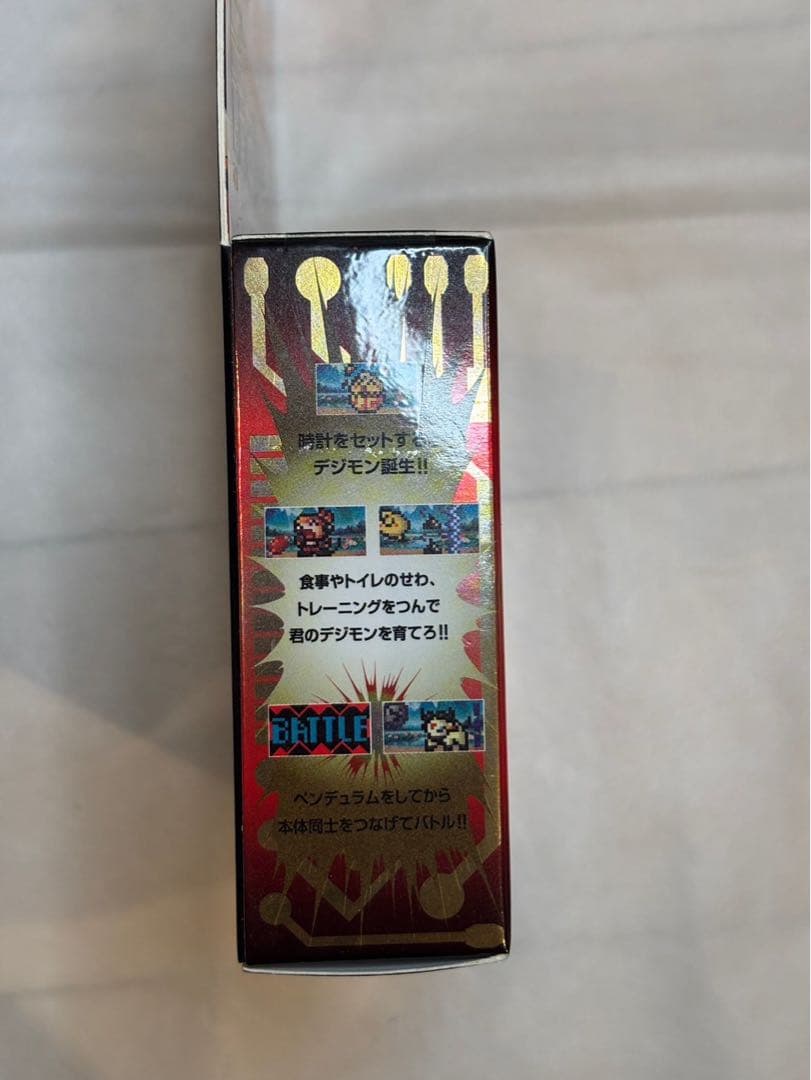 時計をセットする
デジモン誕生!!
食事やトイレのせわ、
トレーニングをつんで
君のデジモンを育てろ!!
BATTLE
ペンデュラムをしてから
本体同士をつなげてバトル!!